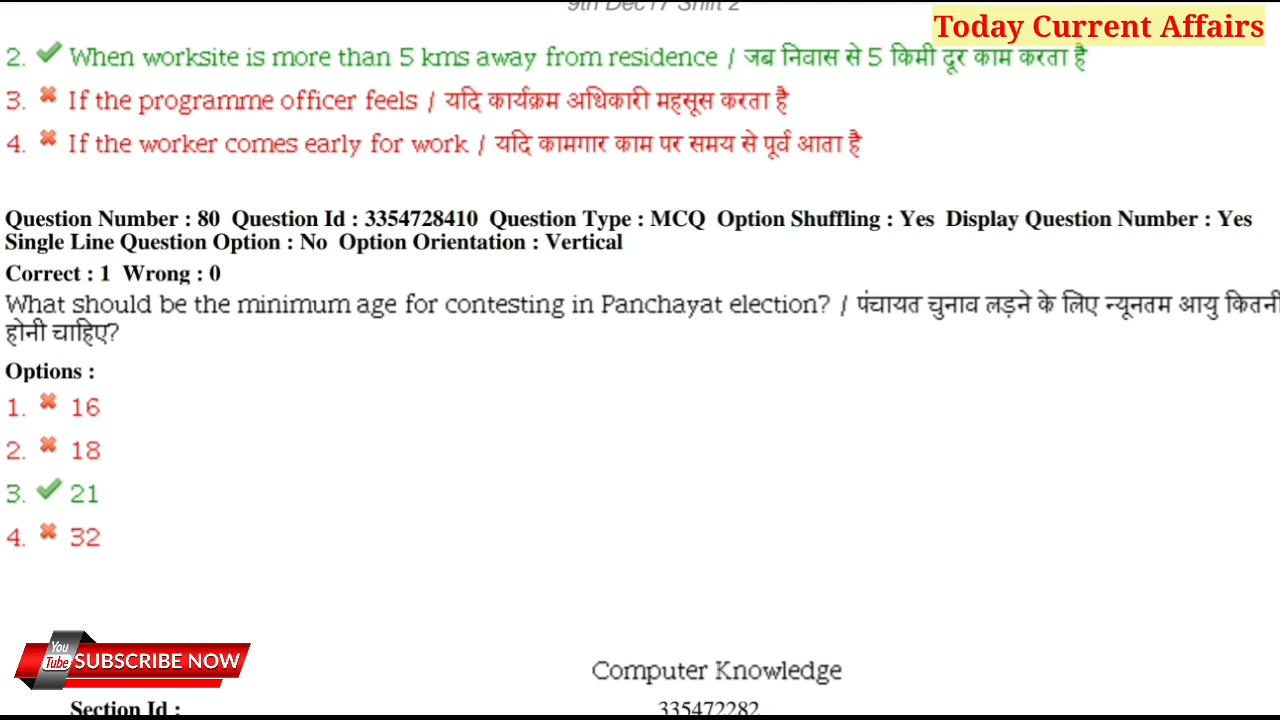 9th Dec17 Shift 2
Today Current Affairs
2. When worksite is more than 5 kms away from residence / जब निवास से 5 किमी दूर काम करता है
3. If the programme officer feels / यदि कार्यक्रम अधिकारी महसूस करता है
4. If the worker comes early for work / यदि कामगार काम पर समय से पूर्व आता है
Question Number : 80 Question Id : 3354728410 Question Type : MCQ Option Shuffling : Yes Display Question Number : Yes
Single Line Question Option : No Option Orientation : Vertical
Correct : 1 Wrong : 0
What should be the minimum age for contesting in Panchayat election? / पंचायत चुनाव लड़ने के लिए न्यूनतम आयु कितनी
होनी चाहिए?
Options :
1. 16
2. 18
3. 21
4. 32
You
Tube SUBSCRIBE NOW
Computer Knowledge
Section Id : 335472282